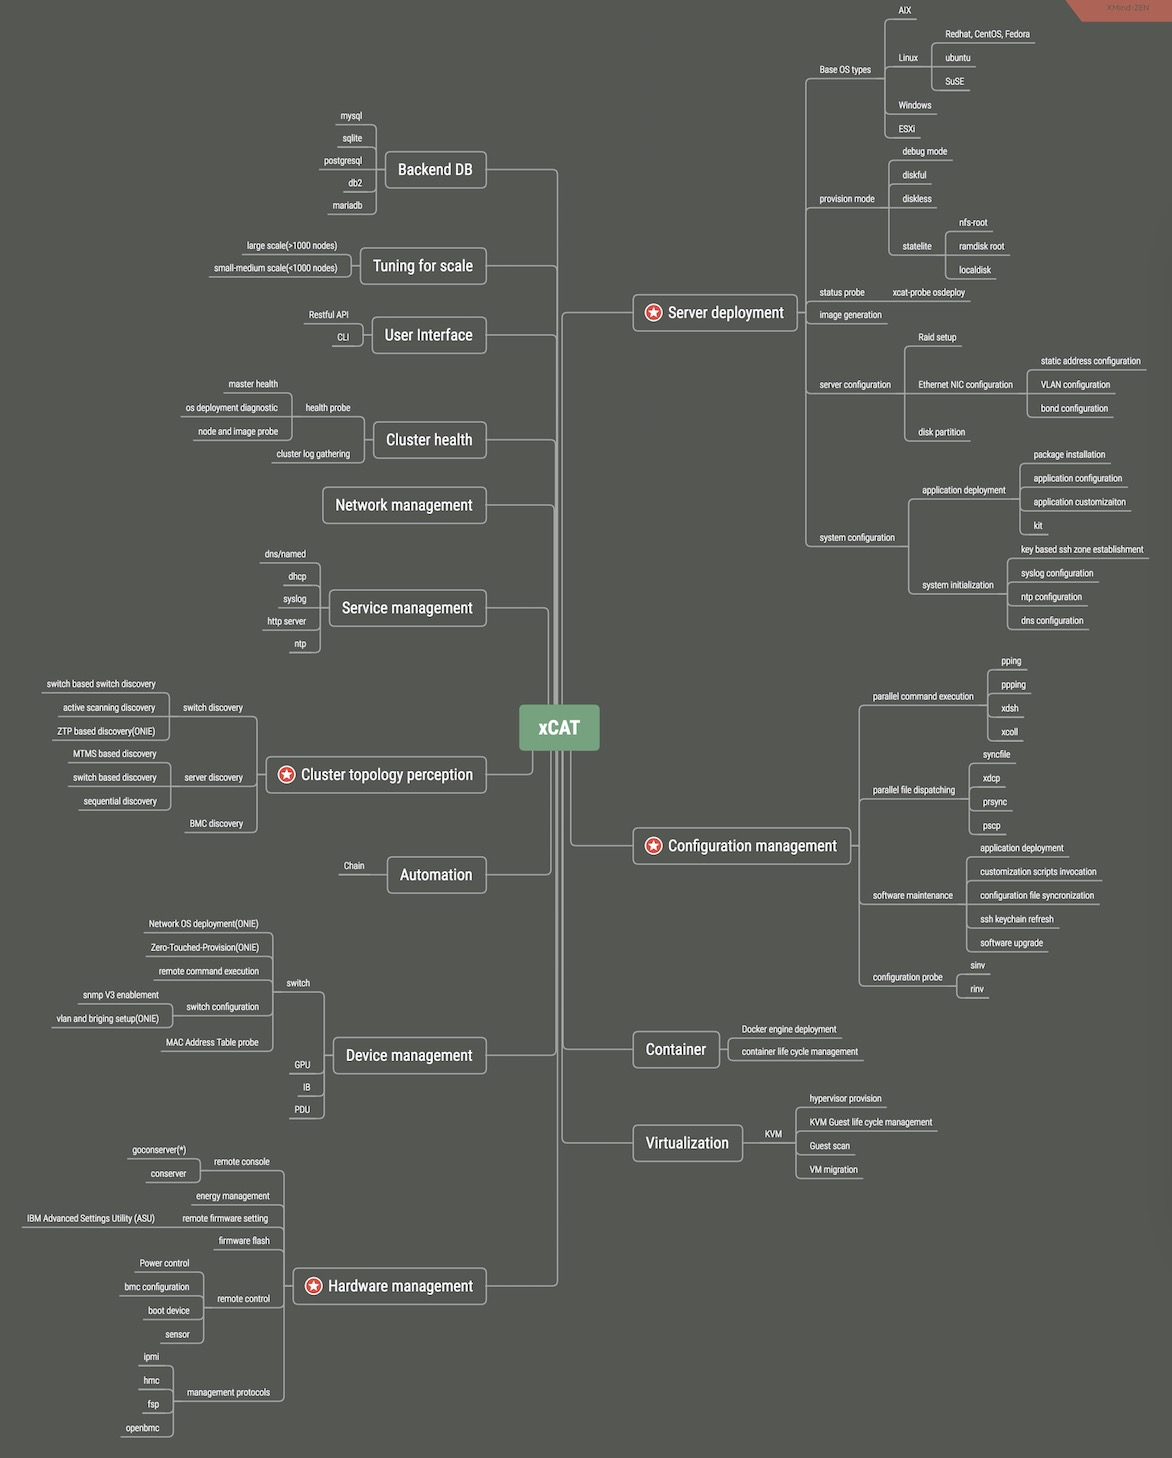 XMind: ZEN
xCAT
Backend DB
mysql
sqlite
postgresql
db2
mariadb
Tuning for scale
large scale(>1000 nodes)
small-medium scale(<1000 nodes)
User Interface
Restful API
CLI
Cluster health
health probe
master health
os deployment diagnostic
node and image probe
cluster log gathering
Network management
Service management
dns/named
dhcp
syslog
http server
ntp
Cluster topology perception
switch discovery
switch based switch discovery
active scanning discovery
ZTP based discovery(ONIE)
server discovery
MTMS based discovery
switch based discovery
sequential discovery
BMC discovery
Automation
Chain
Device management
switch
Network OS deployment(ONIE)
Zero-Touched-Provision(ONIE)
remote command execution
switch configuration
snmp V3 enablement
vlan and briging setup(ONIE)
MAC Address Table probe
GPU
IB
PDU
Hardware management
remote console
goconserver(*)
conserver
energy management
remote firmware setting
IBM Advanced Settings Utility (ASU)
firmware flash
remote control
Power control
bmc configuration
boot device
sensor
management protocols
ipmi
hmc
fsp
openbmc
Server deployment
Base OS types
AIX
Linux
Redhat, CentOS, Fedora
ubuntu
SuSE
Windows
ESXi
provision mode
debug mode
diskful
diskless
statelite
nfs-root
ramdisk root
localdisk
status probe
xcat-probe osdeploy
image generation
server configuration
Raid setup
Ethernet NIC configuration
static address configuration
VLAN configuration
bond configuration
disk partition
system configuration
application deployment
package installation
application configuration
application customizaiton
kit
system initialization
key based ssh zone establishment
syslog configuration
ntp configuration
dns configuration
Configuration management
parallel command execution
pping
ppping
xdsh
xcoll
parallel file dispatching
syncfile
xdcp
prsync
pscp
software maintenance
application deployment
customization scripts invocation
configuration file syncronization
ssh keychain refresh
software upgrade
configuration probe
sinv
rinv
Container
Docker engine deployment
container life cycle management
Virtualization
KVM
hypervisor provision
KVM Guest life cycle management
Guest scan
VM migration